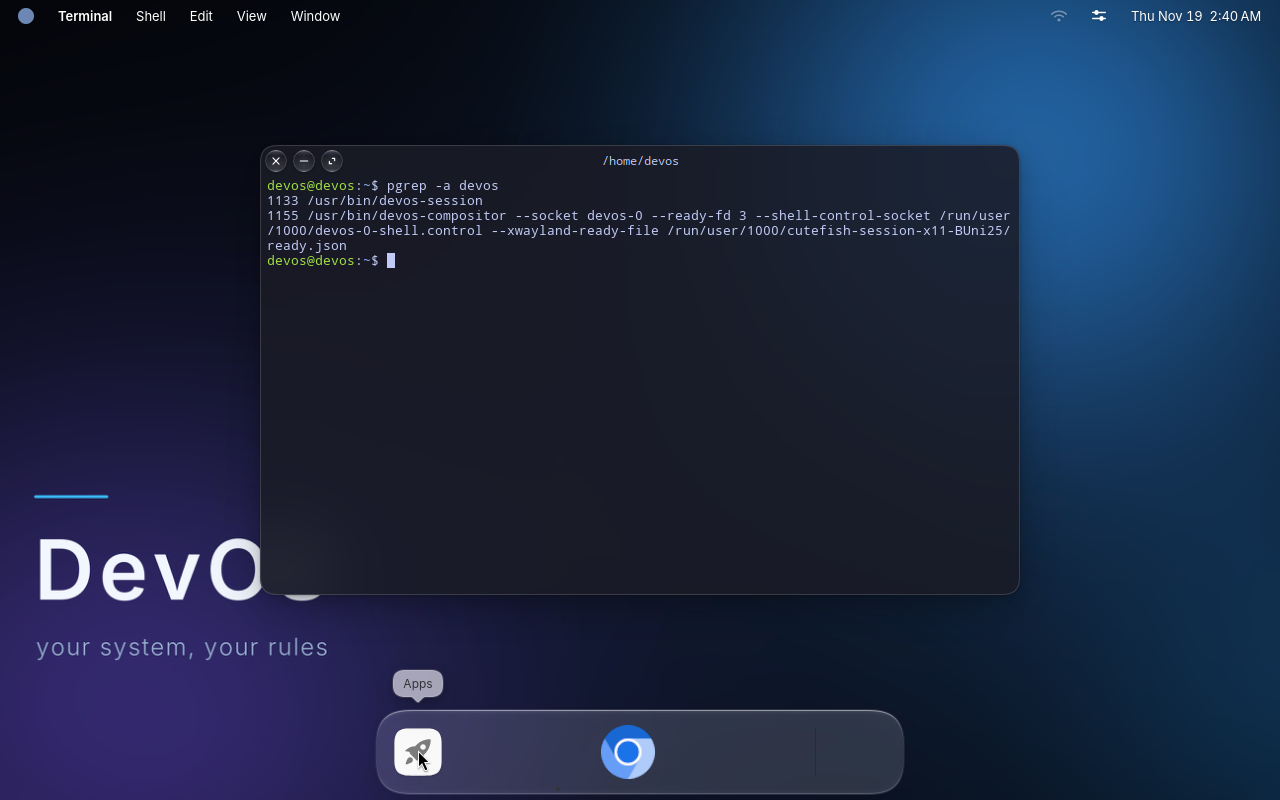 Terminal Shell Edit View Window Thu Nov 19 2:40 AM
/home/devos
devos@devos:~$ pgrep -a devos
1133 /usr/bin/devos-session
1155 /usr/bin/devos-compositor --socket devos-0 --ready-fd 3 --shell-control-socket /run/user
/1000/devos-0-shell.control --xwayland-ready-file /run/user/1000/cutefish-session-x11-BUni25/
ready.json
devos@devos:~$
DevOS
your system, your rules
Apps